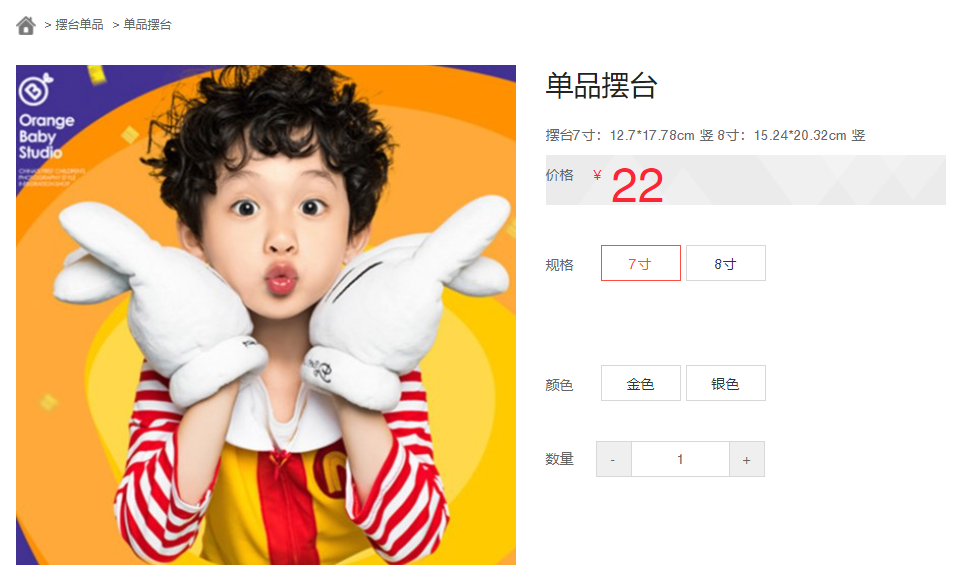 > 摆台单品 > 单品摆台
Orange
Baby
Studio
单品摆台
摆台7寸：12.7*17.78cm 竖 8寸：15.24*20.32cm 竖
价格 ¥ 22
规格 7寸 8寸
颜色 金色 银色
数量 - 1 +